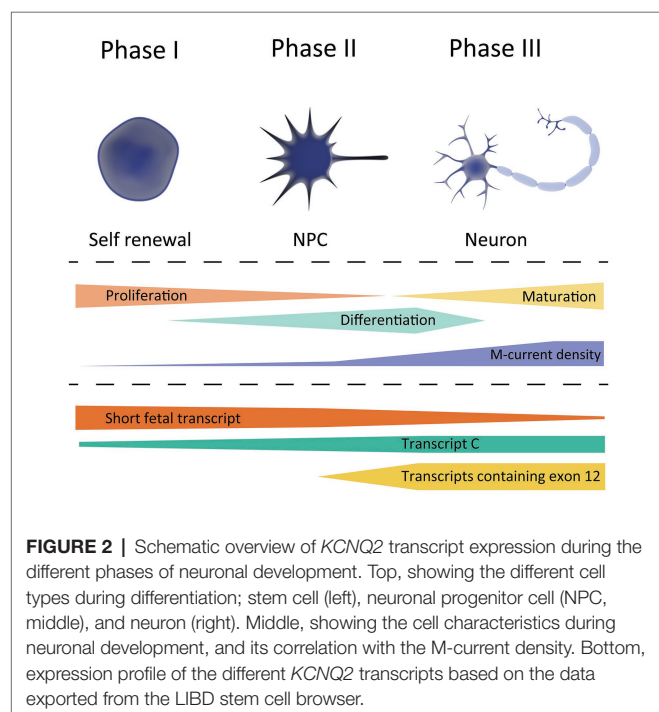 Phase I Phase II Phase III
Self renewal NPC Neuron
Proliferation Maturation
Differentiation
M-current density
Short fetal transcript
Transcript C
Transcripts containing exon 12
FIGURE 2 | Schematic overview of KCNQ2 transcript expression during the
different phases of neuronal development. Top, showing the different cell
types during differentiation; stem cell (left), neuronal progenitor cell (NPC,
middle), and neuron (right). Middle, showing the cell characteristics during
neuronal development, and its correlation with the M-current density. Bottom,
expression profile of the different KCNQ2 transcripts based on the data
exported from the LIBD stem cell browser.